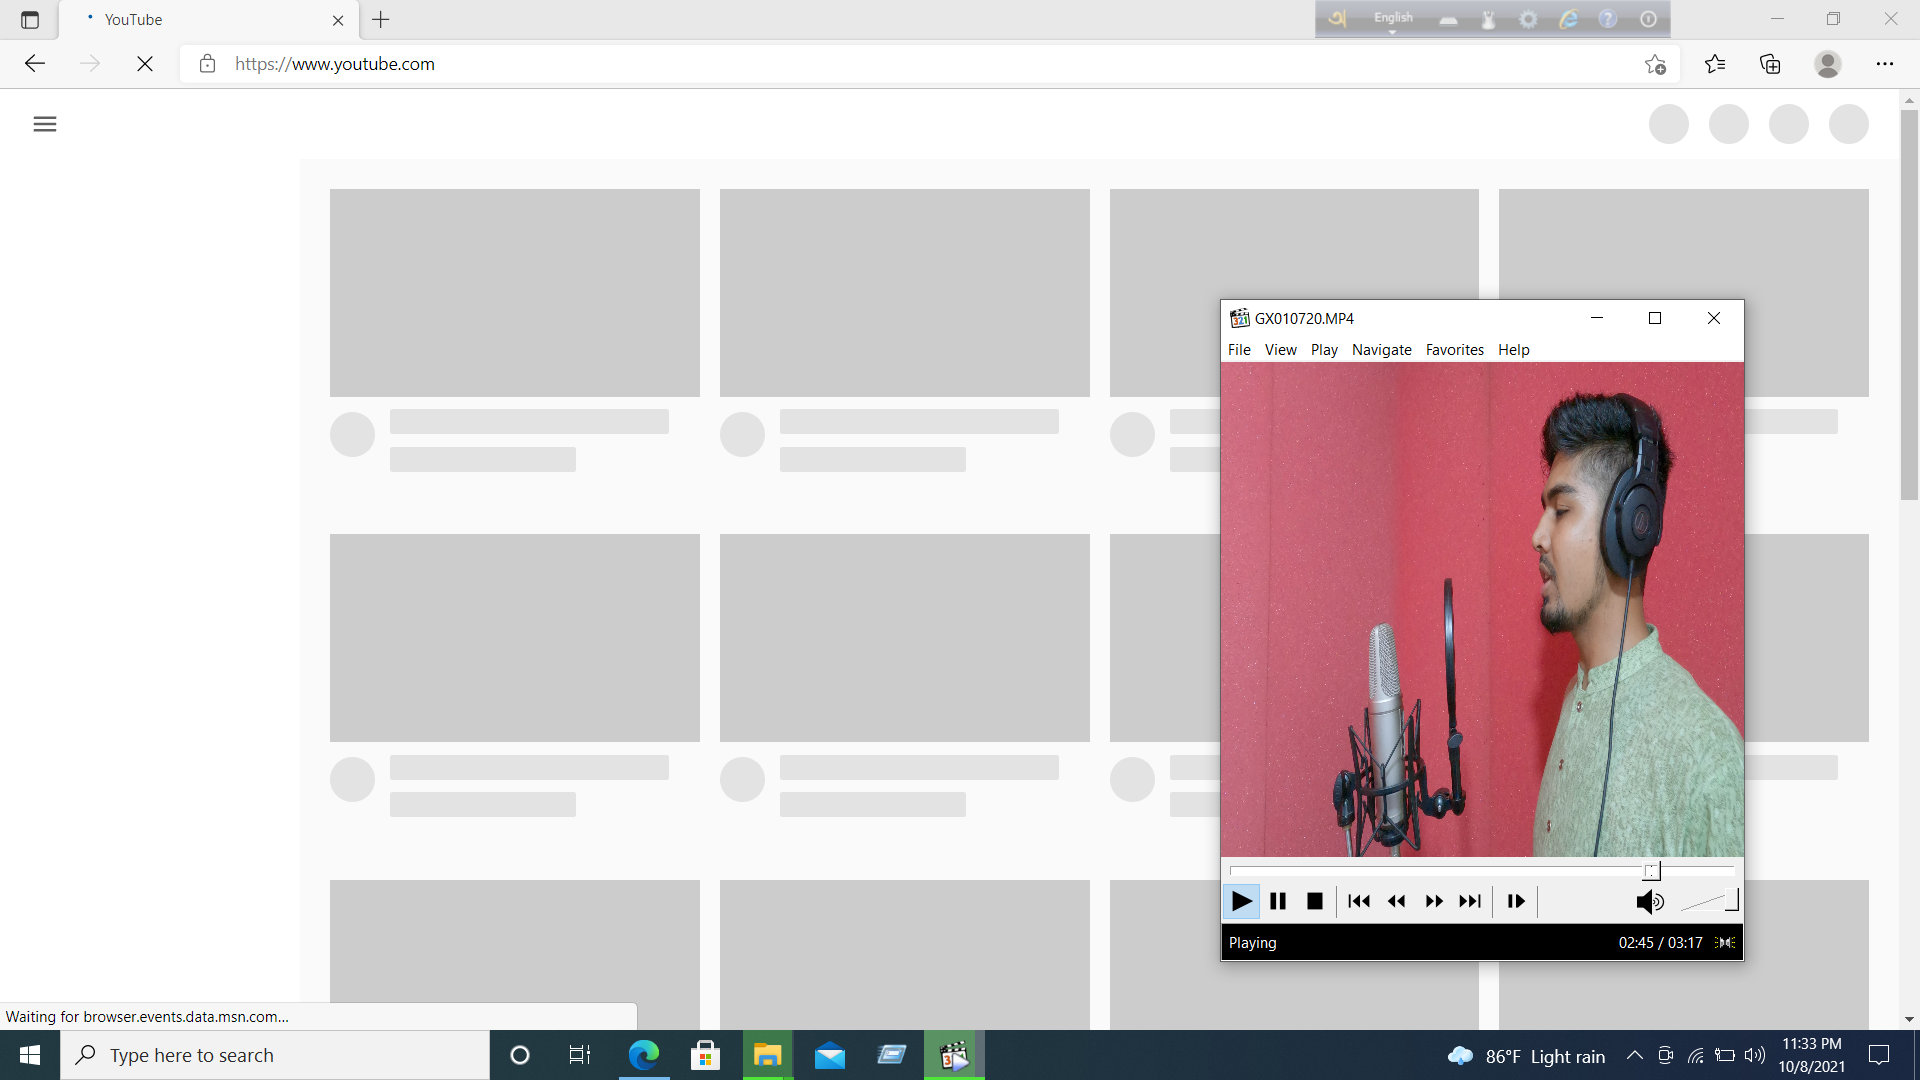 YouTube
অ English
https://www.youtube.com
GX010720.MP4
File View Play Navigate Favorites Help
Playing
02:45 / 03:17
Waiting for browser.events.data.msn.com...
Type here to search
321
86°F Light rain
11:33 PM
10/8/2021